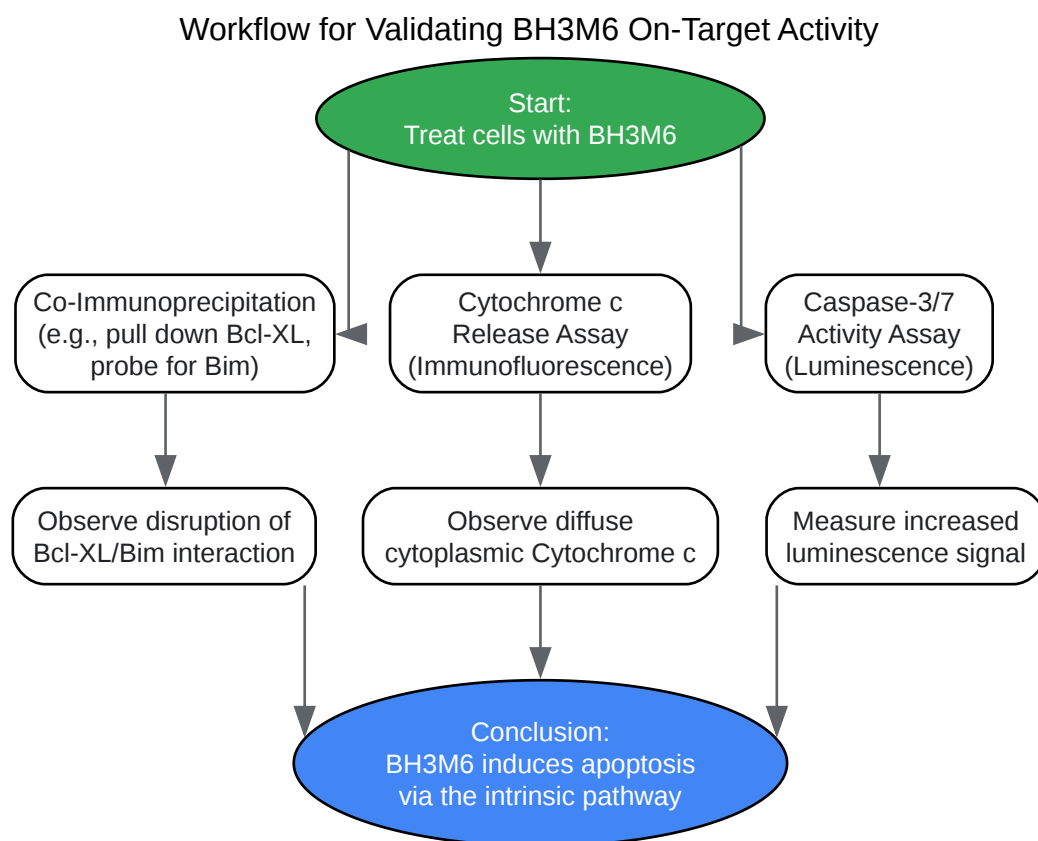 Workflow for Validating BH3M6 On-Target Activity
Start:
Treat cells with BH3M6
Co-Immunoprecipitation
(e.g., pull down Bcl-XL,
probe for Bim)
Cytochrome c
Release Assay
(Immunofluorescence)
Caspase-3/7
Activity Assay
(Luminescence)
Observe disruption of
Bcl-XL/Bim interaction
Observe diffuse
cytoplasmic Cytochrome c
Measure increased
luminescence signal
Conclusion:
BH3M6 induces apoptosis
via the intrinsic pathway